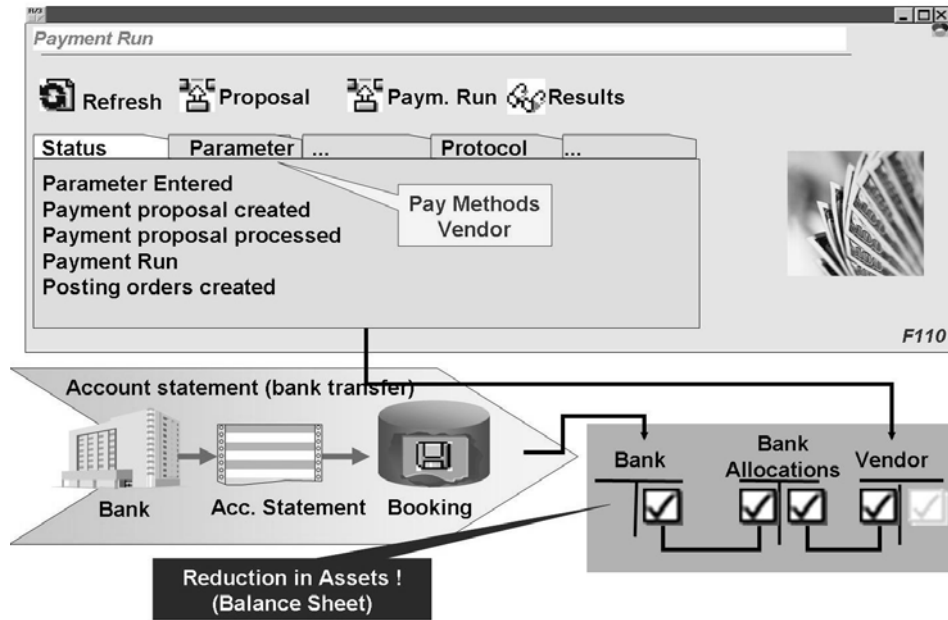 R/3
Payment Run
Refresh
Proposal
Paym. Run
Results
Status
Parameter
...
Protocol
...
Parameter Entered
Payment proposal created
Payment proposal processed
Payment Run
Posting orders created
Pay Methods
Vendor
F110
Account statement (bank transfer)
Bank
Acc. Statement
Booking
Bank
Bank
Allocations
Vendor
Reduction in Assets !
(Balance Sheet)